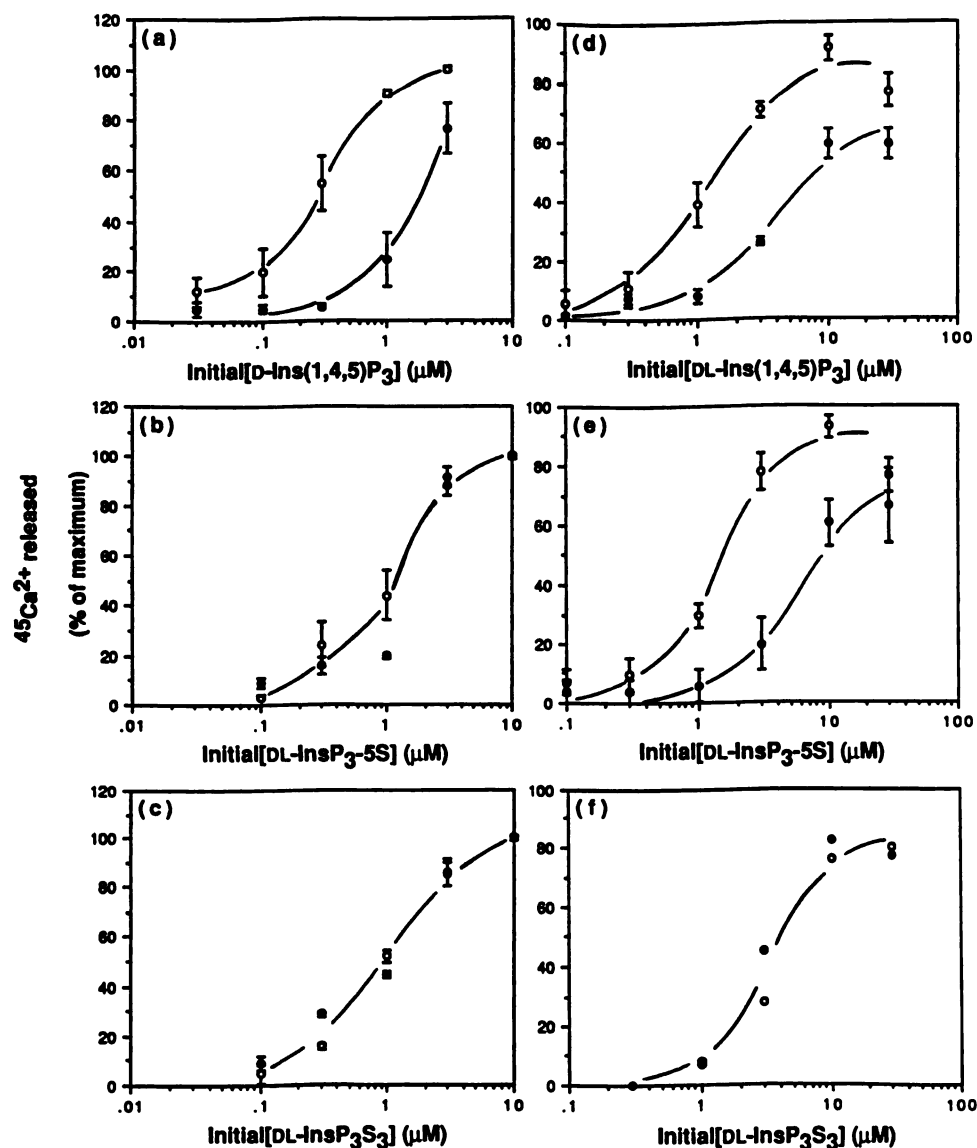 (a)
120
100
80
60
40
20
0
.01 .1 1 10
Initial[D-Ins(1,4,5)P3] (μM)
(d)
100
80
60
40
20
0
.1 1 10 100
Initial[DL-Ins(1,4,5)P3] (μM)
45Ca2+ released
(% of maximum)
(b)
120
100
80
60
40
20
0
.01 .1 1 10
Initial[DL-InsP3-5S] (μM)
(e)
100
80
60
40
20
0
.1 1 10 100
Initial[DL-InsP3-5S] (μM)
(c)
120
100
80
60
40
20
0
0.01 .1 1 10
Initial[DL-InsP3S3] (μM)
(f)
100
80
60
40
20
0
.1 1 10 100
Initial[DL-InsP3S3] (μM)